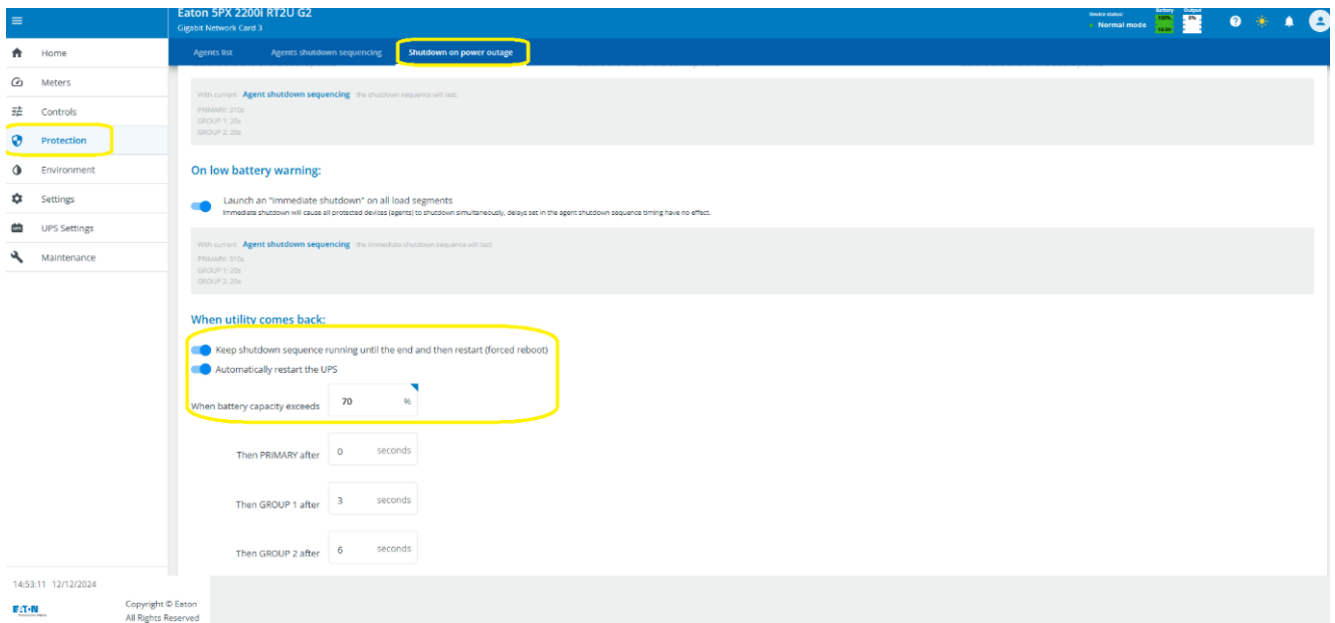 Eaton 5PX 2200i RT2U G2
Gigabit Network Card 3
Device status:
Normal mode
Battery
100%
Output
0%
Home
Meters
Controls
Protection
Environment
Settings
UPS Settings
Maintenance
Agents list
Agents shutdown sequencing
Shutdown on power outage
With current Agent shutdown sequencing the shutdown sequence will last:
PRIMARY: 310s
GROUP 1: 20s
GROUP 2: 20s
On low battery warning:
Launch an "immediate shutdown" on all load segments
Immediate shutdown will cause all protected devices (agents) to shutdown simultaneously, delays set in the agent shutdown sequence timing have no effect.
With current Agent shutdown sequencing the immediate shutdown sequence will last:
PRIMARY: 310s
GROUP 1: 20s
GROUP 2: 20s
When utility comes back:
Keep shutdown sequence running until the end and then restart (forced reboot)
Automatically restart the UPS
When battery capacity exceeds 70 %
Then PRIMARY after 0 seconds
Then GROUP 1 after 3 seconds
Then GROUP 2 after 6 seconds
14:53:11 12/12/2024
EATON
Copyright © Eaton
All Rights Reserved